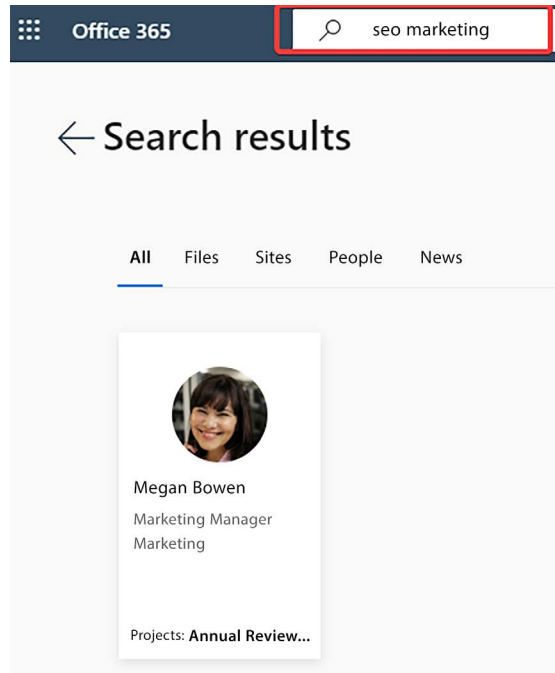 Office 365
seo marketing
Search results
All Files Sites People News
Megan Bowen
Marketing Manager
Marketing
Projects: Annual Review...